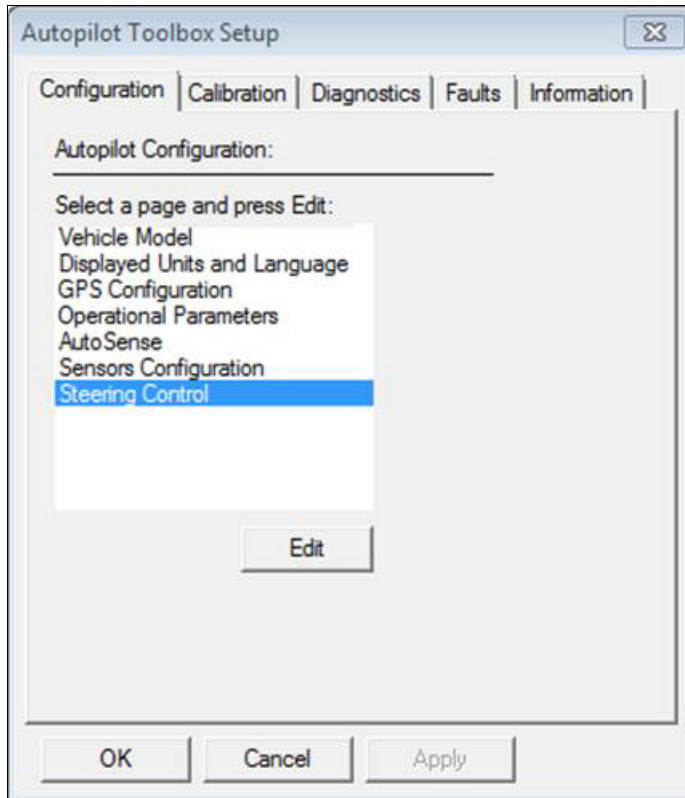 Autopilot Toolbox Setup
Configuration Calibration Diagnostics Faults Information
Autopilot Configuration:
Select a page and press Edit:
Vehicle Model
Displayed Units and Language
GPS Configuration
Operational Parameters
AutoSense
Sensors Configuration
Steering Control
Edit
OK Cancel Apply